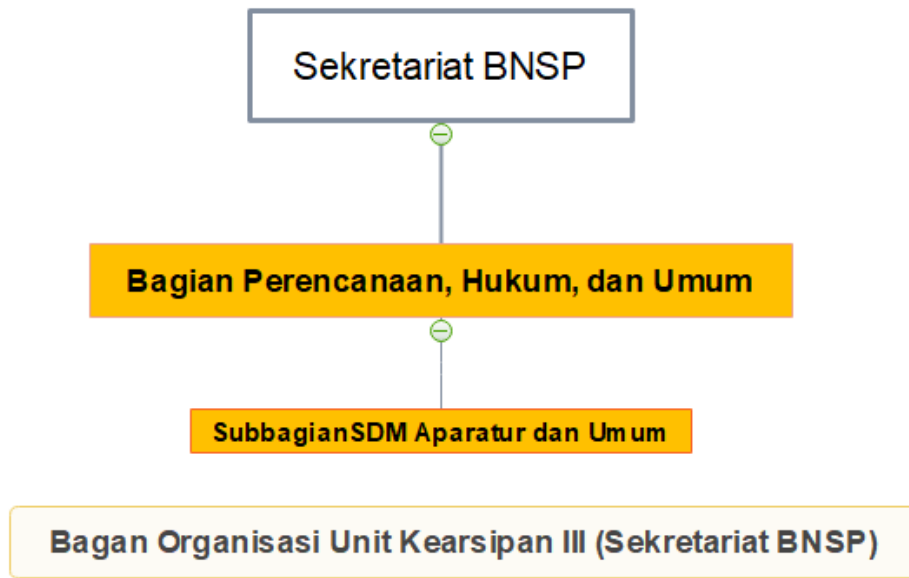 Sekretariat BNSP
Bagian Perencanaan, Hukum, dan Umum
SubbagianSDM Aparatur dan Umum
Bagan Organisasi Unit Kearsipan III (Sekretariat BNSP)